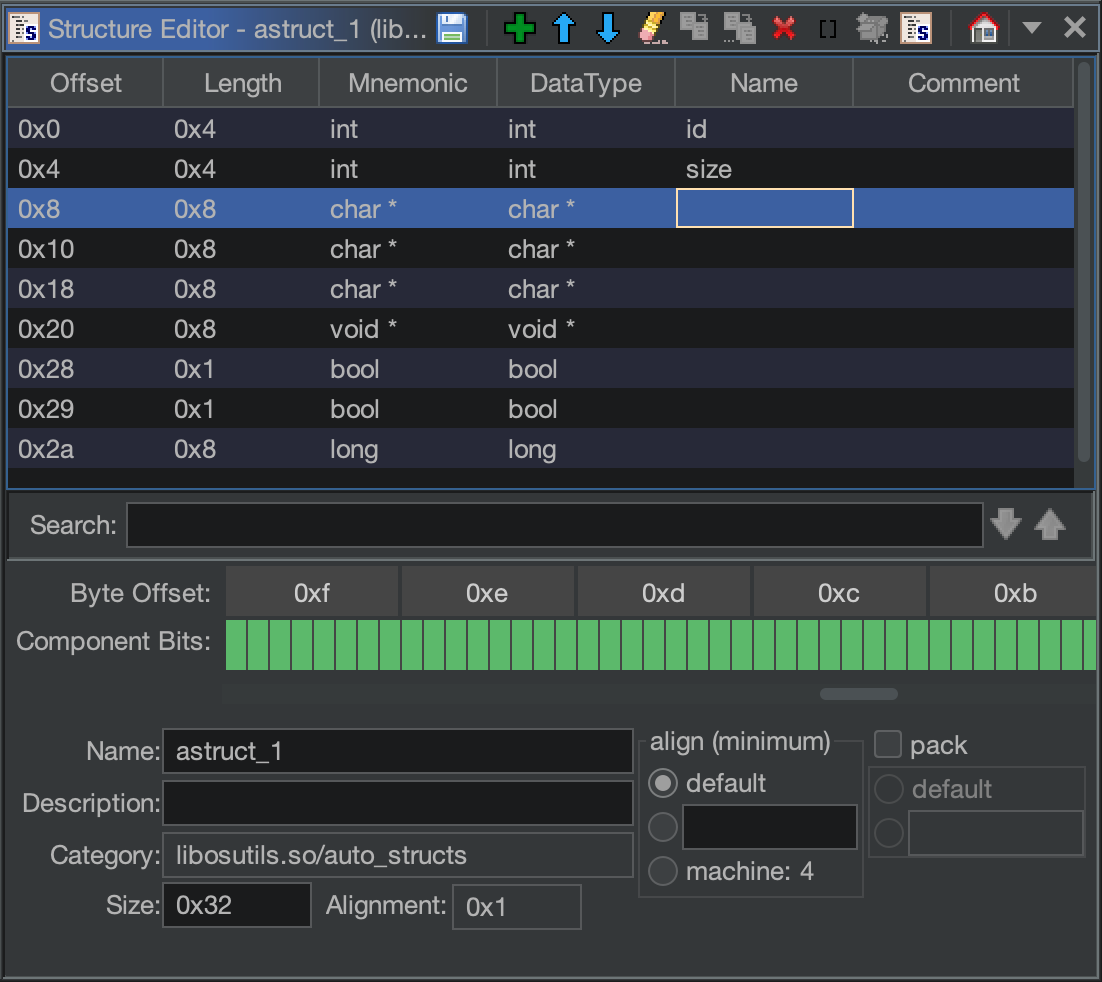 Structure Editor - astruct_1 (lib...
Offset Length Mnemonic DataType Name Comment
0x0 0x4 int int id
0x4 0x4 int int size
0x8 0x8 char * char *
0x10 0x8 char * char *
0x18 0x8 char * char *
0x20 0x8 void * void *
0x28 0x1 bool bool
0x29 0x1 bool bool
0x2a 0x8 long long
Search:
Byte Offset: 0xf 0xe 0xd 0xc 0xb
Component Bits:
Name: astruct_1
Description:
Category: libosutils.so/auto_structs
Size: 0x32 Alignment: 0x1
align (minimum)
default
machine: 4
pack
default